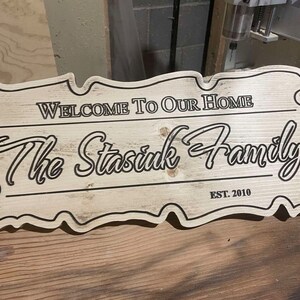 Welcome To Our Home
The Stasiuk Family
EST. 2010